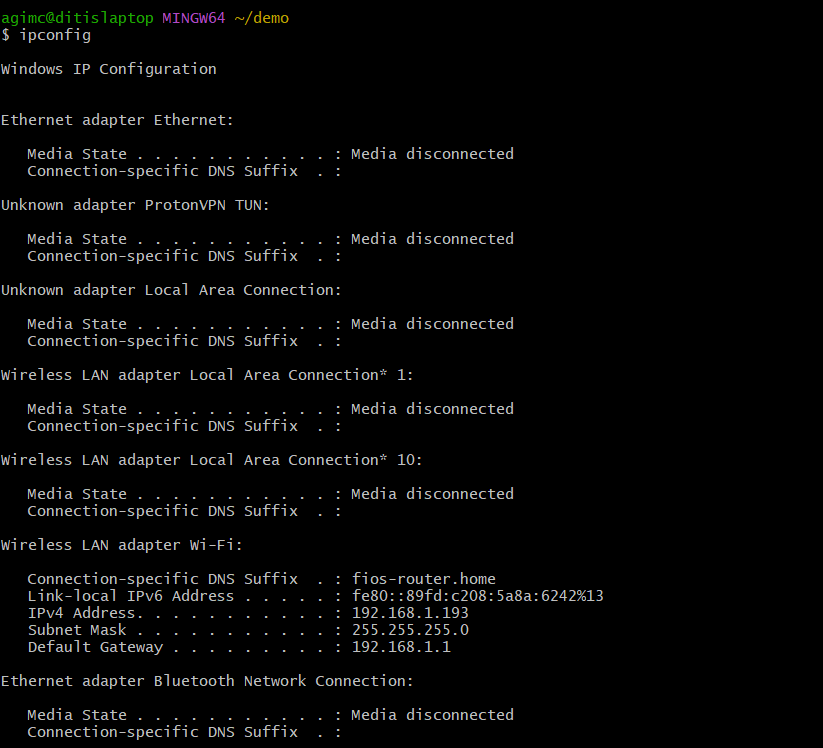 agimc@ditislaptop MINGW64 ~/demo
$ ipconfig
Windows IP Configuration
Ethernet adapter Ethernet:
   Media State . . . . . . . . . . . : Media disconnected
   Connection-specific DNS Suffix  . :
Unknown adapter ProtonVPN TUN:
   Media State . . . . . . . . . . . : Media disconnected
   Connection-specific DNS Suffix  . :
Unknown adapter Local Area Connection:
   Media State . . . . . . . . . . . : Media disconnected
   Connection-specific DNS Suffix  . :
Wireless LAN adapter Local Area Connection* 1:
   Media State . . . . . . . . . . . : Media disconnected
   Connection-specific DNS Suffix  . :
Wireless LAN adapter Local Area Connection* 10:
   Media State . . . . . . . . . . . : Media disconnected
   Connection-specific DNS Suffix  . :
Wireless LAN adapter Wi-Fi:
   Connection-specific DNS Suffix  . : fios-router.home
   Link-local IPv6 Address . . . . . : fe80::89fd:c208:5a8a:6242%13
   IPv4 Address. . . . . . . . . . . : 192.168.1.193
   Subnet Mask . . . . . . . . . . . : 255.255.255.0
   Default Gateway . . . . . . . . . : 192.168.1.1
Ethernet adapter Bluetooth Network Connection:
   Media State . . . . . . . . . . . : Media disconnected
   Connection-specific DNS Suffix  . :